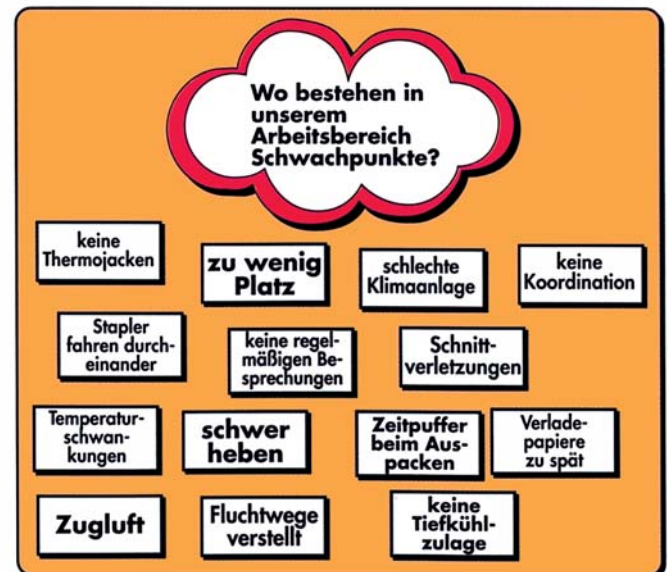 Wo bestehen in
unserem
Arbeitsbereich
Schwachpunkte?
keine
Thermojacken
zu wenig
Platz
schlechte
Klimaanlage
keine
Koordination
Stapler
fahren durch-
einander
keine regel-
mäßigen Be-
sprechungen
Schnitt-
verletzungen
Temperatur-
schwan-
kungen
schwer
heben
Zeitpuffer
beim Aus-
packen
Verlade-
papiere
zu spät
Zugluft
Fluchtwege
verstellt
keine
Tiefkühl-
zulage